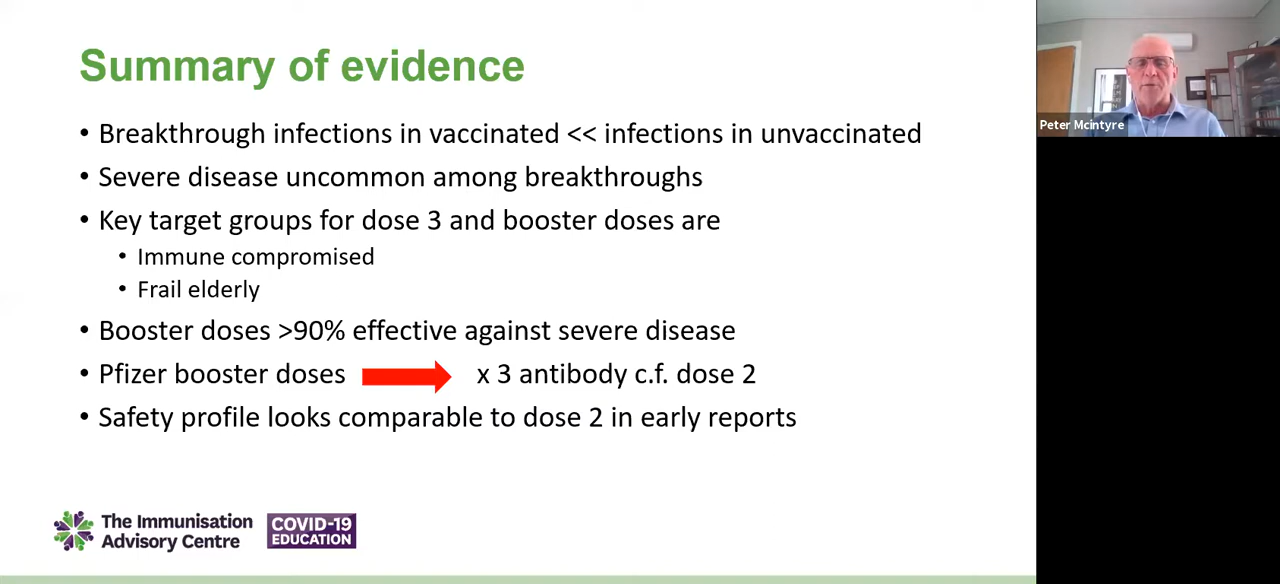 Summary of evidence
• Breakthrough infections in vaccinated << infections in unvaccinated
• Severe disease uncommon among breakthroughs
• Key target groups for dose 3 and booster doses are
• Immune compromised
• Frail elderly
• Booster doses >90% effective against severe disease
• Pfizer booster doses x 3 antibody c.f. dose 2
• Safety profile looks comparable to dose 2 in early reports
The Immunisation
Advisory Centre
COVID-19
EDUCATION
Peter Mcintyre